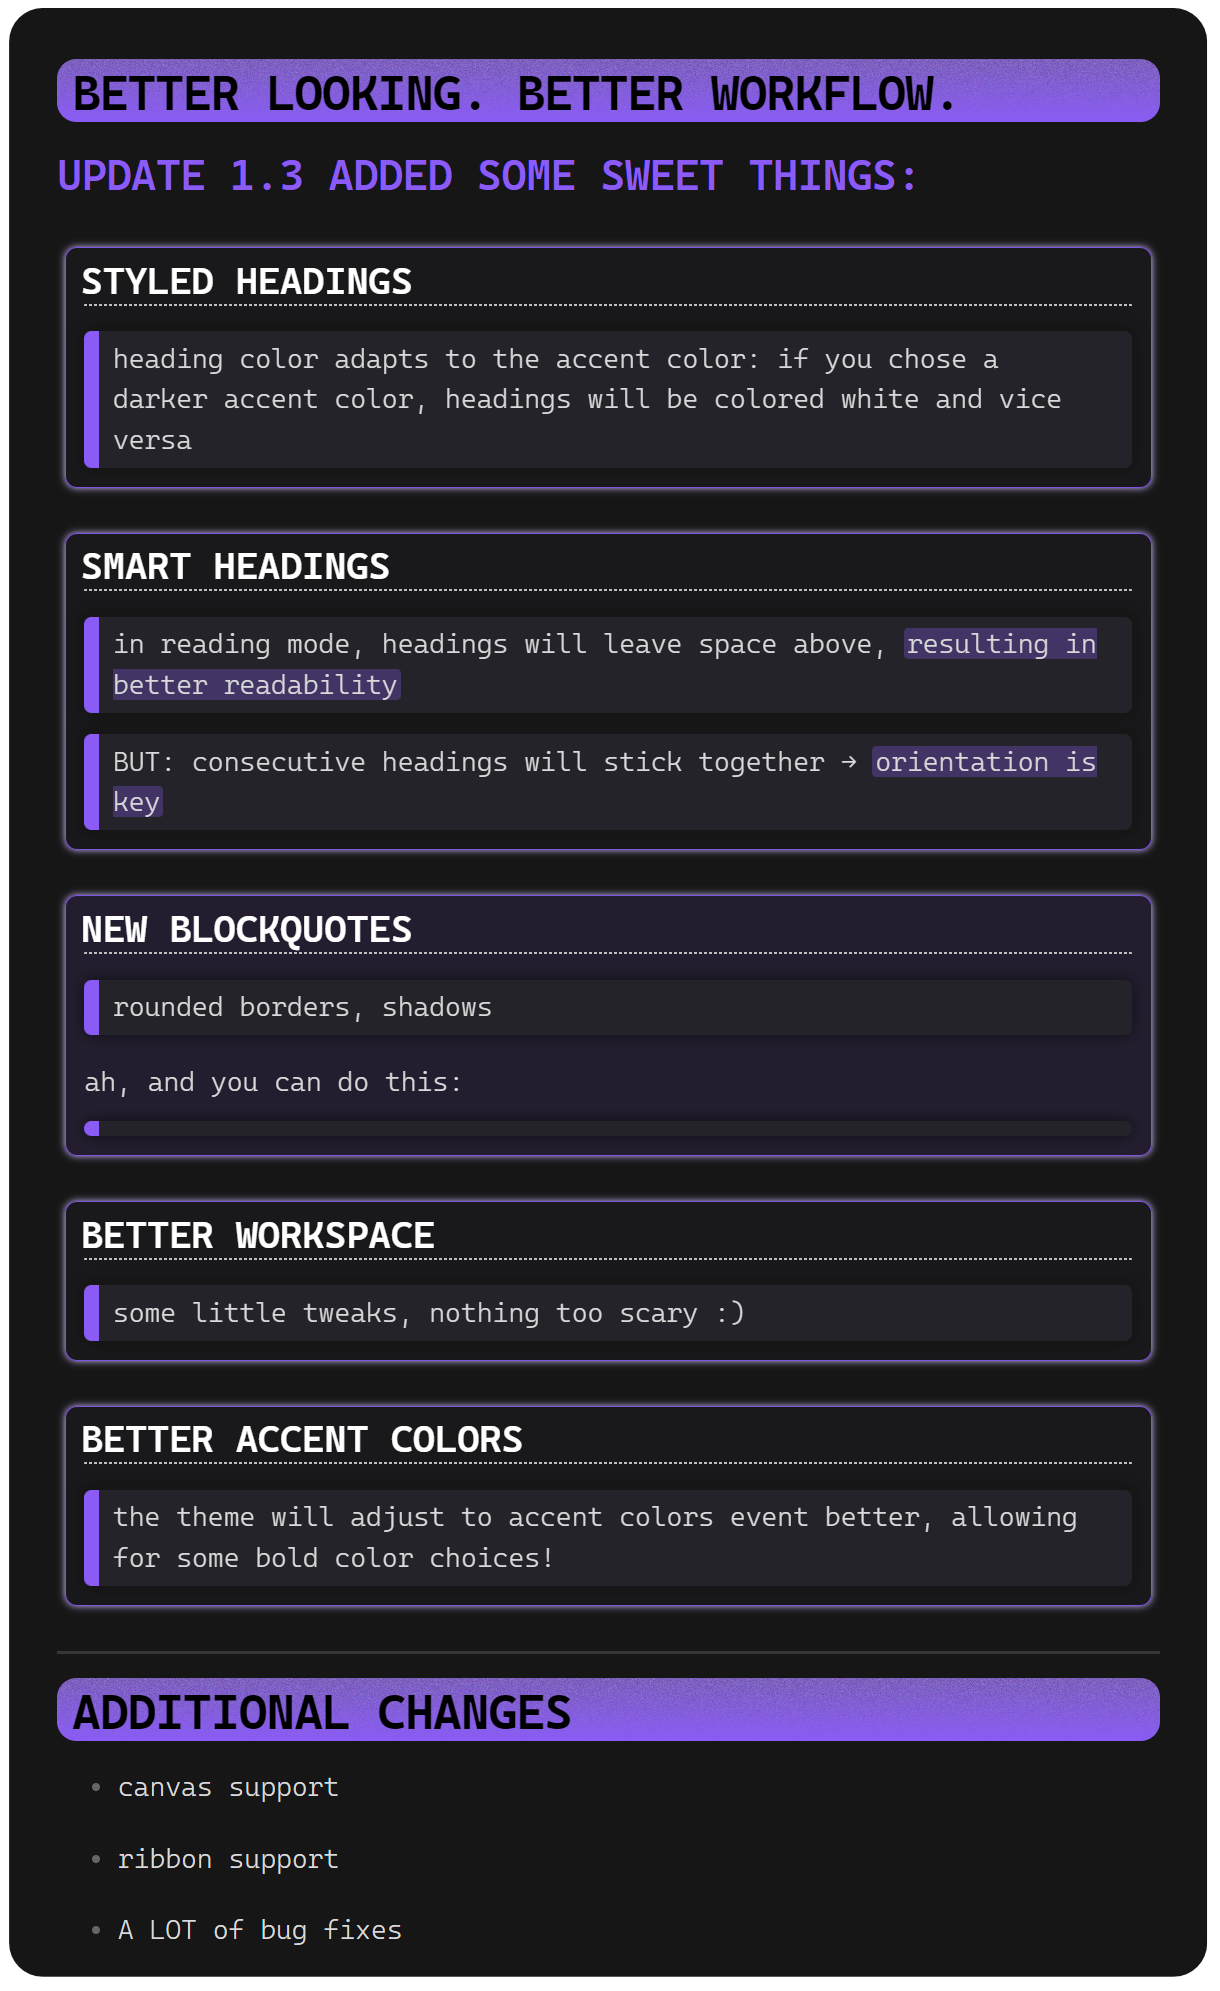 BETTER LOOKING. BETTER WORKFLOW.
UPDATE 1.3 ADDED SOME SWEET THINGS:
STYLED HEADINGS
heading color adapts to the accent color: if you chose a
darker accent color, headings will be colored white and vice
versa
SMART HEADINGS
in reading mode, headings will leave space above, resulting in
better readability
BUT: consecutive headings will stick together → orientation is
key
NEW BLOCKQUOTES
rounded borders, shadows
ah, and you can do this:
BETTER WORKSPACE
some little tweaks, nothing too scary :)
BETTER ACCENT COLORS
the theme will adjust to accent colors event better, allowing
for some bold color choices!
ADDITIONAL CHANGES
• canvas support
• ribbon support
• A LOT of bug fixes